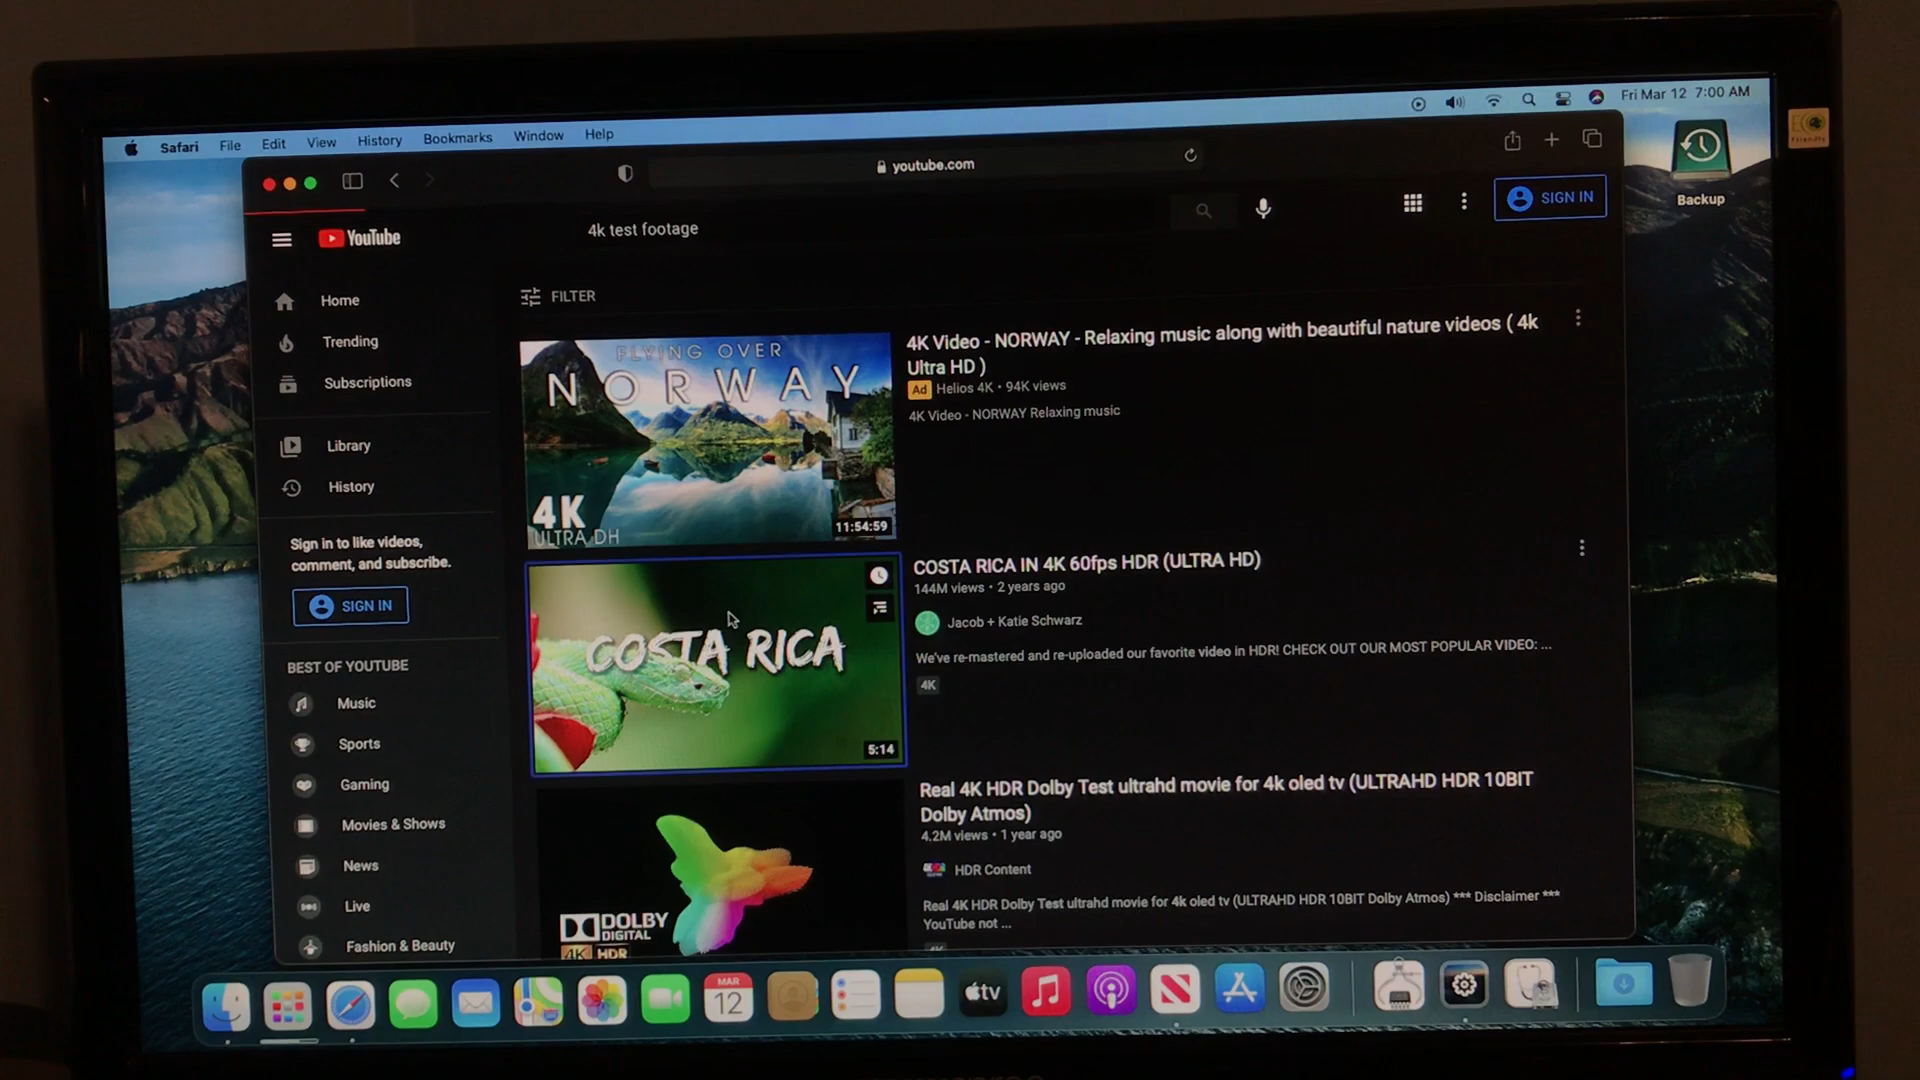 Safari File Edit View History Bookmarks Window Help
Fri Mar 12 7:00 AM
youtube.com
Backup
YouTube
4k test footage
SIGN IN
Home
Trending
Subscriptions
Library
History
Sign in to like videos,
comment, and subscribe.
SIGN IN
BEST OF YOUTUBE
Music
Sports
Gaming
Movies & Shows
News
Live
Fashion & Beauty
FILTER
FLYING OVER
NORWAY
4K
ULTRA DH
11:54:59
4K Video - NORWAY - Relaxing music along with beautiful nature videos ( 4k
Ultra HD )
Ad Helios 4K • 94K views
4K Video - NORWAY Relaxing music
COSTA RICA
5:14
COSTA RICA IN 4K 60fps HDR (ULTRA HD)
144M views • 2 years ago
Jacob + Katie Schwarz
We've re-mastered and re-uploaded our favorite video in HDR! CHECK OUT OUR MOST POPULAR VIDEO: ...
4K
DOLBY
DIGITAL
4K HDR
Real 4K HDR Dolby Test ultrahd movie for 4k oled tv (ULTRAHD HDR 10BIT
Dolby Atmos)
4.2M views • 1 year ago
HDR Content
Real 4K HDR Dolby Test ultrahd movie for 4k oled tv (ULTRAHD HDR 10BIT Dolby Atmos) *** Disclaimer ***
YouTube not ...
4K
MAR
12
tv